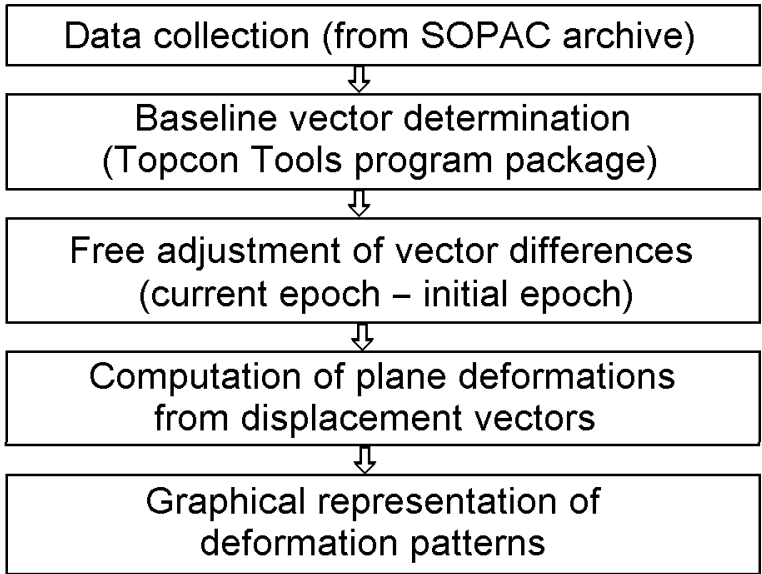 Data collection (from SOPAC archive)
Baseline vector determination
(Topcon Tools program package)
Free adjustment of vector differences
(current epoch – initial epoch)
Computation of plane deformations
from displacement vectors
Graphical representation of
deformation patterns